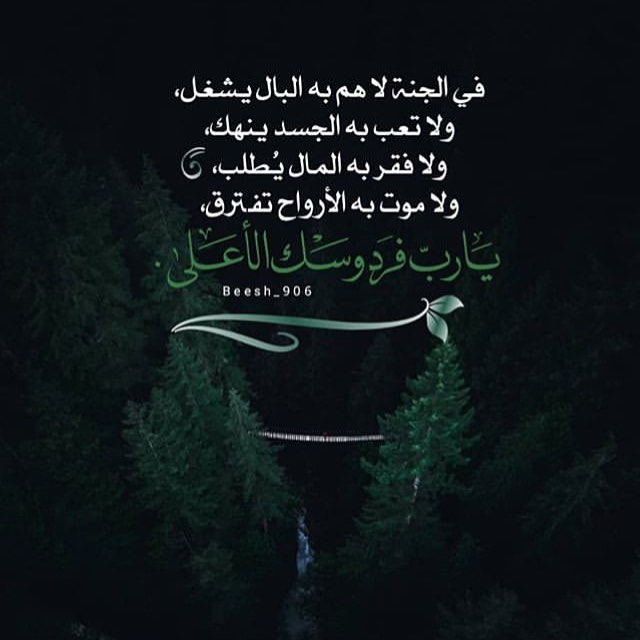 في الجنة لا هم به البال يشغل،
ولا تعب به الجسد ينهك،
ولا فقر به المال يُطلب،
ولا موت به الأرواح تفترق،
يَارب فردوسك الأعلى.
Beesh_906